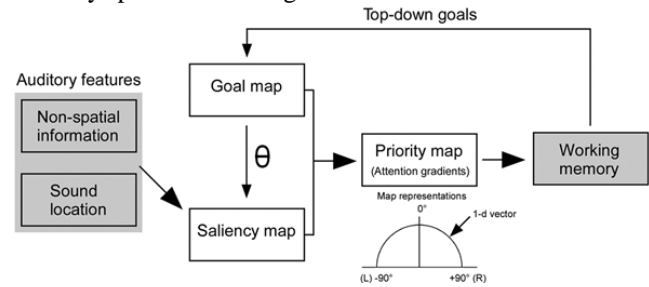 Top-down goals
Auditory features
Goal map
Non-spatial
information
θ
Priority map
(Attention gradients)
Working
memory
Sound
location
Saliency map
Map representations
0°
1-d vector
(L) -90°
+90° (R)